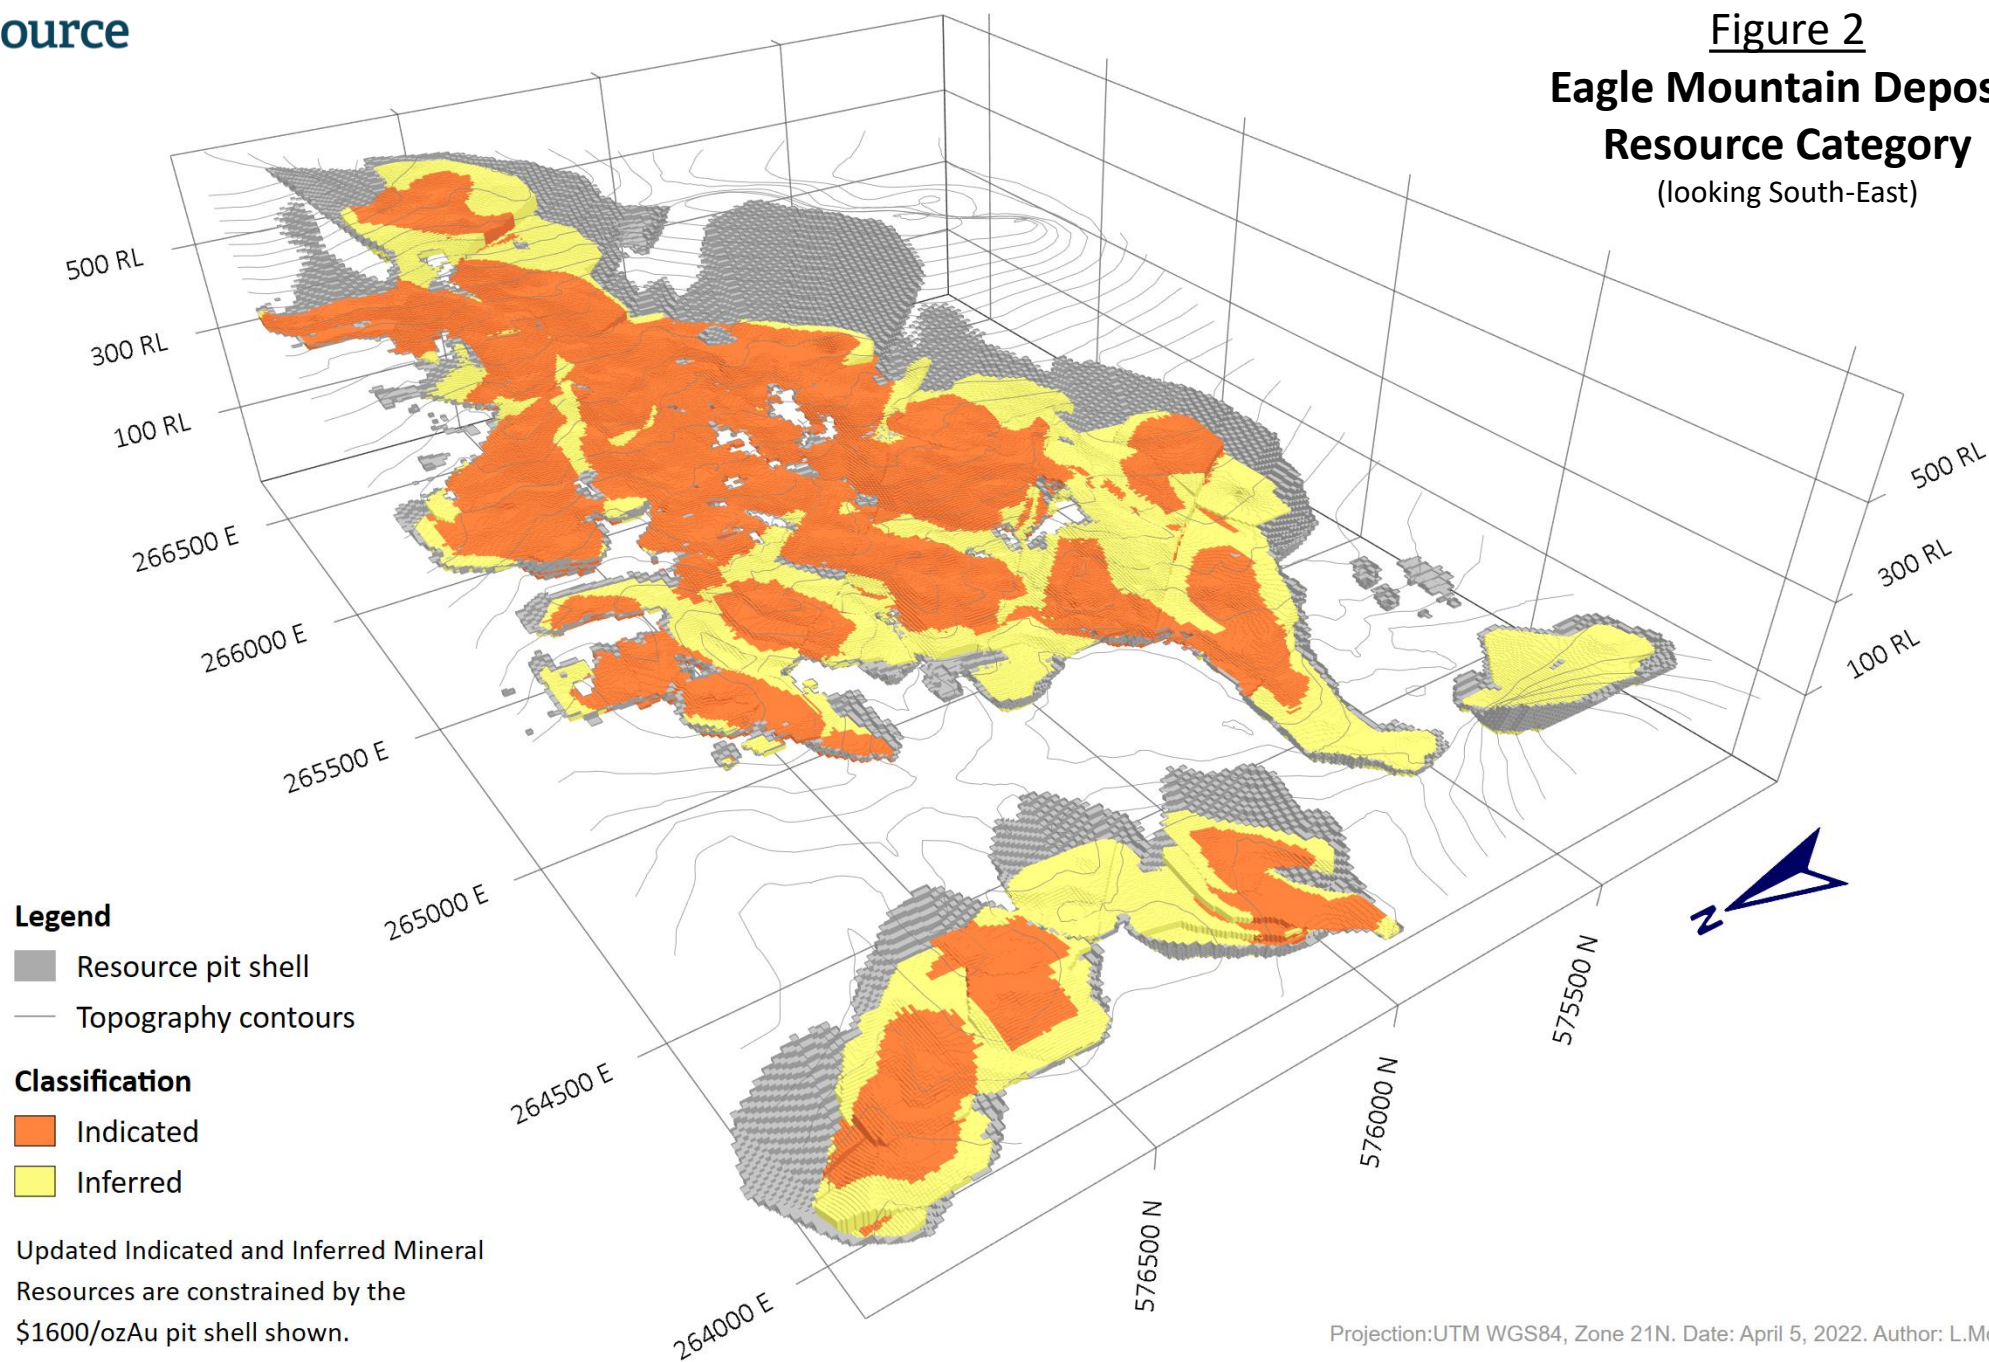 ource
Figure 2
Eagle Mountain Depos
Resource Category
(looking South-East)
500 RL
300 RL
100 RL
500 RL
300 RL
100 RL
266500 E
266000 E
265500 E
265000 E
264500 E
264000 E
576500 N
576000 N
575500 N
N
Legend
Resource pit shell
Topography contours
Classification
Indicated
Inferred
Updated Indicated and Inferred Mineral
Resources are constrained by the
$1600/ozAu pit shell shown.
Projection:UTM WGS84, Zone 21N. Date: April 5, 2022. Author: L.Mc